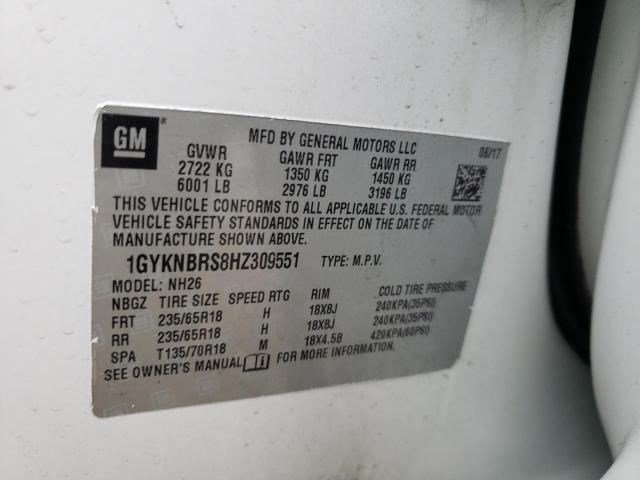 GM
MFD BY GENERAL MOTORS LLC
06/17
GVWR GAWR FRT GAWR RR
2722 KG 1350 KG 1450 KG
6001 LB 2976 LB 3196 LB
THIS VEHICLE CONFORMS TO ALL APPLICABLE U.S. FEDERAL MOTOR
VEHICLE SAFETY STANDARDS IN EFFECT ON THE DATE OF
MANUFACTURE SHOWN ABOVE.
1GYKNBRS8HZ309551 TYPE: M.P.V.
MODEL: NH26
NBGZ TIRE SIZE SPEED RTG RIM COLD TIRE PRESSURE
FRT 235/65R18 H 18X8J 240KPA(35PSI)
RR 235/65R18 H 18X8J 240KPA(35PSI)
SPA T135/70R18 M 18X4.5B 420KPA(60PSI)
SEE OWNER'S MANUAL FOR MORE INFORMATION.